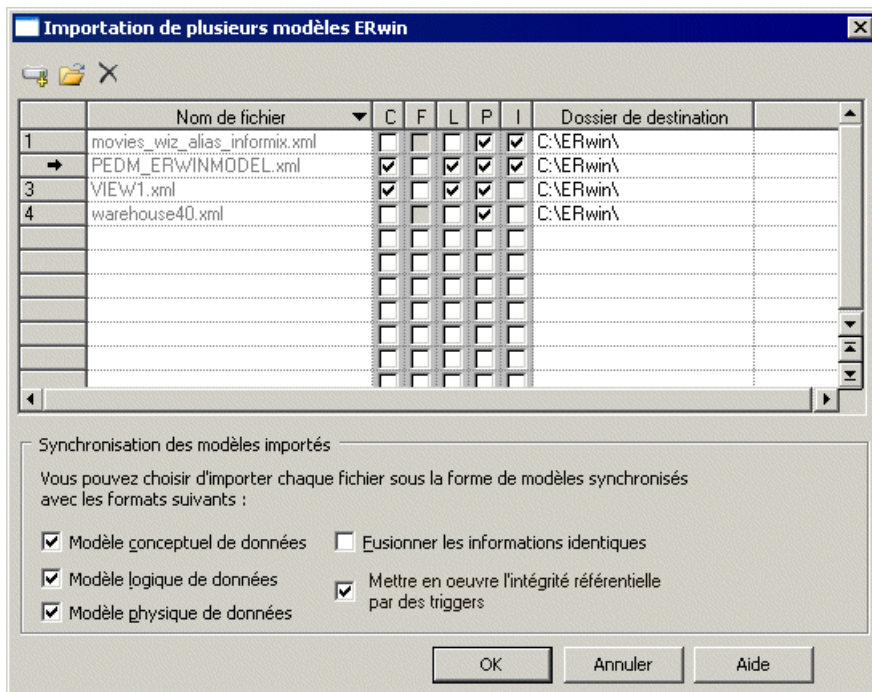 Importation de plusieurs modèles ERwin
Nom de fichier C F L P I Dossier de destination
1 movies_wiz_alias_informix.xml C:\ERwin\
PEDM_ERWINMODEL.xml C:\ERwin\
3 VIEW1.xml C:\ERwin\
4 warehouse40.xml C:\ERwin\
Synchronisation des modèles importés
Vous pouvez choisir d'importer chaque fichier sous la forme de modèles synchronisés
avec les formats suivants :
Modèle conceptuel de données Fusionner les informations identiques
Modèle logique de données Mettre en oeuvre l'intégrité référentielle
par des triggers
Modèle physique de données
OK Annuler Aide